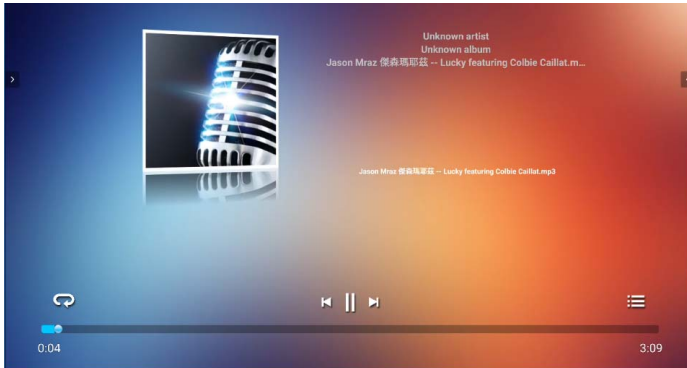 Unknown artist
Unknown album
Jason Mraz 傑森瑪耶茲 -- Lucky featuring Colbie Caillat.m...
Jason Mraz 傑森瑪耶茲 -- Lucky featuring Colbie Caillat.mp3
0:04
3:09